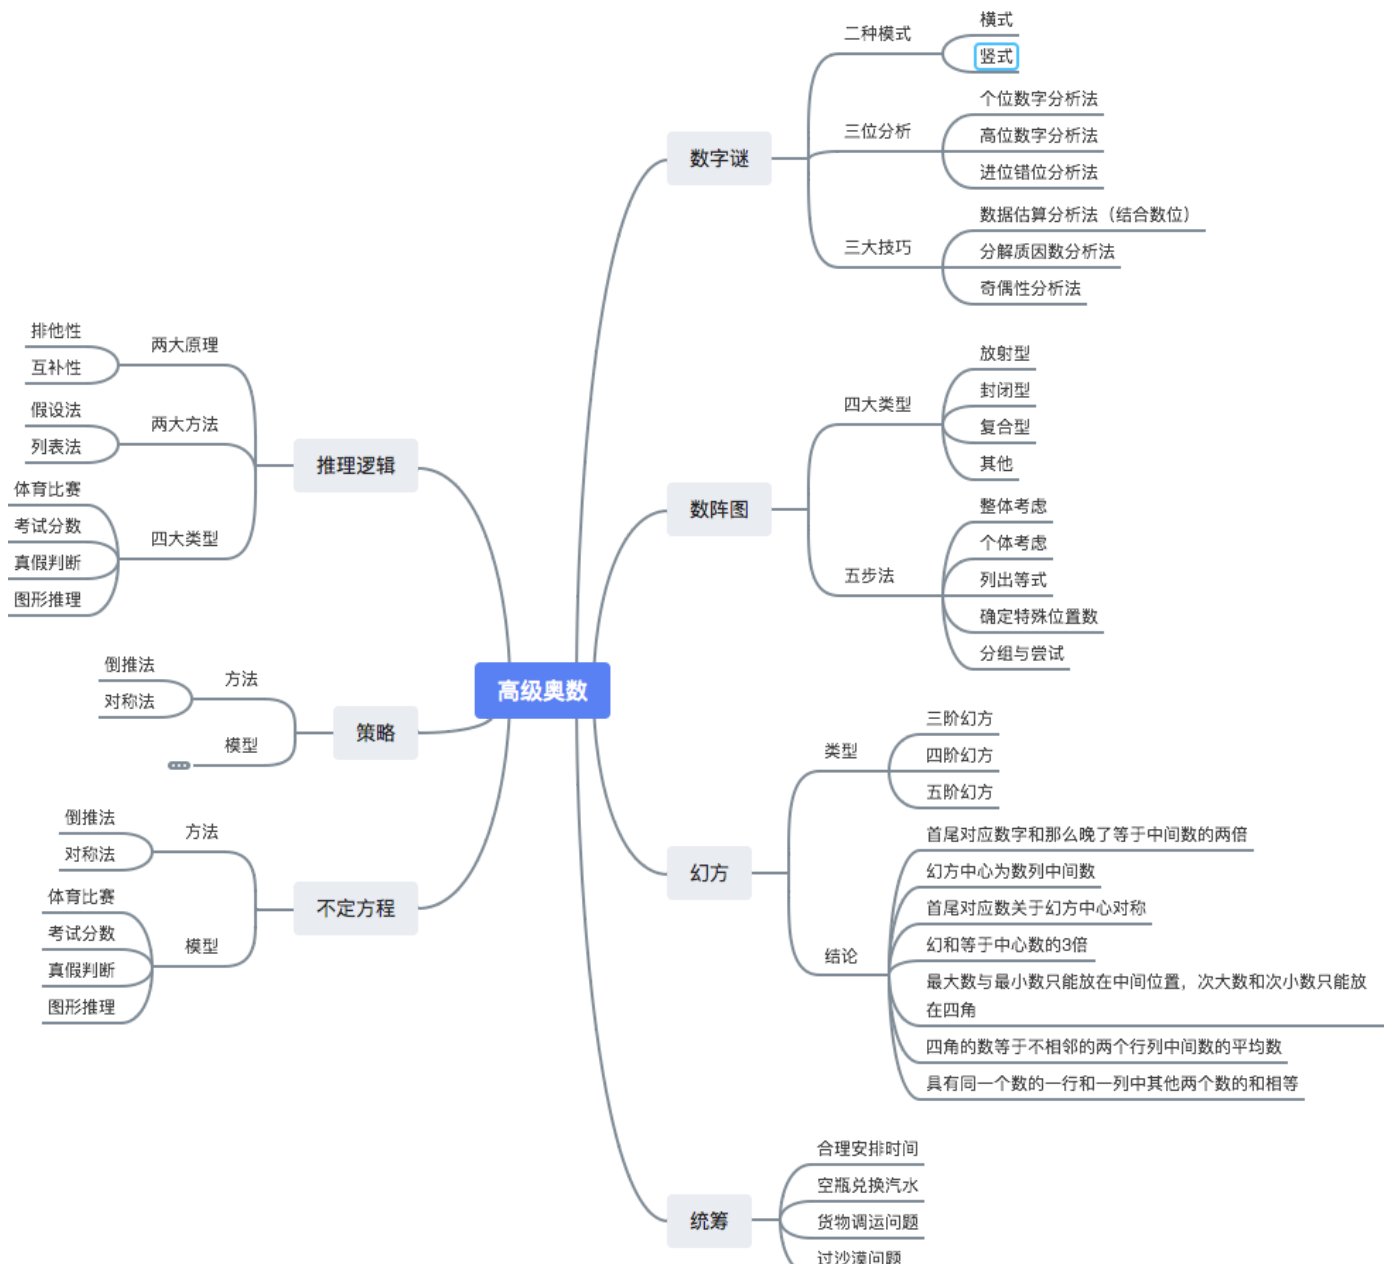 高级奥数
数字谜
二种模式
横式
竖式
三位分析
个位数字分析法
高位数字分析法
进位错位分析法
三大技巧
数据估算分析法（结合数位）
分解质因数分析法
奇偶性分析法
数阵图
四大类型
放射型
封闭型
复合型
其他
五步法
整体考虑
个体考虑
列出等式
确定特殊位置数
分组与尝试
幻方
类型
三阶幻方
四阶幻方
五阶幻方
结论
首尾对应数字和那么晚了等于中间数的两倍
幻方中心为数列中间数
首尾对应数关于幻方中心对称
幻和等于中心数的3倍
最大数与最小数只能放在中间位置，次大数和次小数只能放
在四角
四角的数等于不相邻的两个行列中间数的平均数
具有同一个数的一行和一列中其他两个数的和相等
统筹
合理安排时间
空瓶兑换汽水
货物调运问题
过沙漠问题
推理逻辑
两大原理
排他性
互补性
两大方法
假设法
列表法
四大类型
体育比赛
考试分数
真假判断
图形推理
策略
方法
倒推法
对称法
模型
不定方程
方法
倒推法
对称法
模型
体育比赛
考试分数
真假判断
图形推理